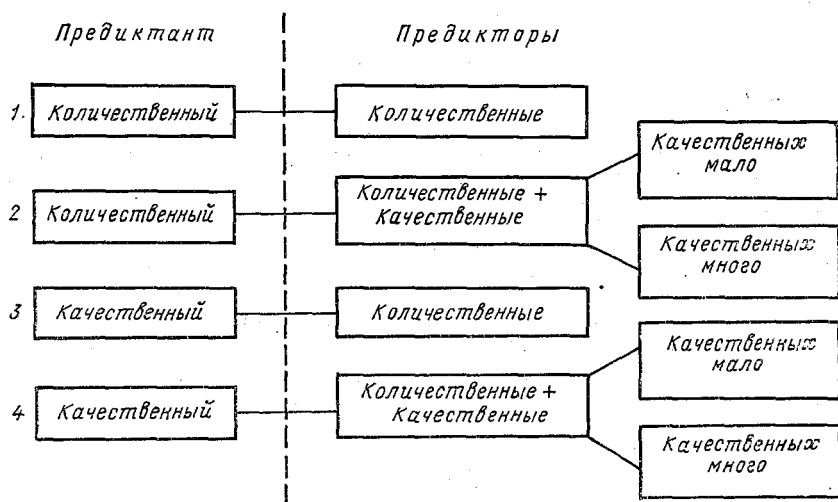 Предиктант Предикторы
1. Количественный Количественные
Качественных
мало
2 Количественный Количественные +
Качественные
Качественных
много
3 Качественный Количественные
Качественных
мало
4 Качественный Количественные +
Качественные
Качественных
много